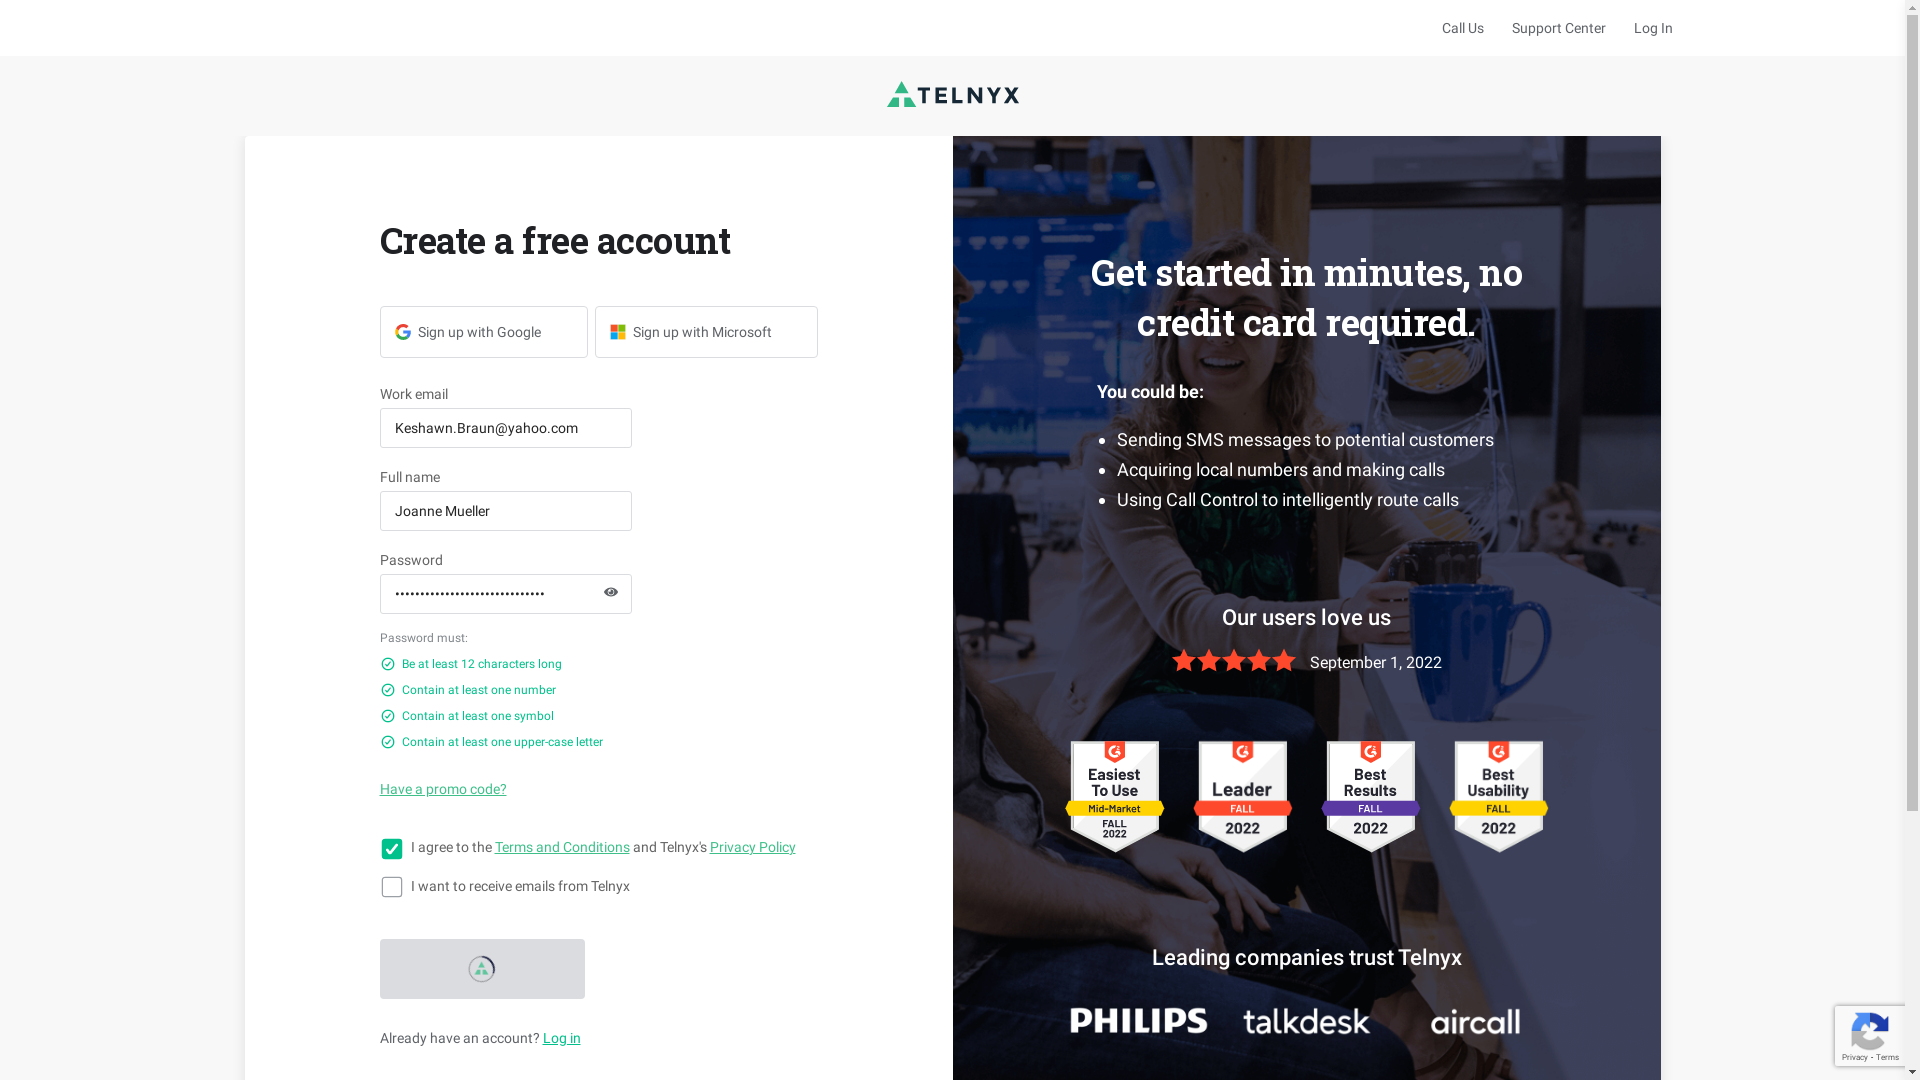 Call Us
Support Center
Log In
TELNYX
Create a free account
Sign up with Google
Sign up with Microsoft
Work email
Keshawn.Braun@yahoo.com
Full name
Joanne Mueller
Password
••••••••••••••••••••••••••••••
Password must:
Be at least 12 characters long
Contain at least one number
Contain at least one symbol
Contain at least one upper-case letter
Have a promo code?
I agree to the Terms and Conditions and Telnyx's Privacy Policy
I want to receive emails from Telnyx
Already have an account? Log in
Get started in minutes, no
credit card required.
You could be:
Sending SMS messages to potential customers
Acquiring local numbers and making calls
Using Call Control to intelligently route calls
Our users love us
September 1, 2022
Easiest
To Use
Mid-Market
FALL
2022
Leader
FALL
2022
Best
Results
FALL
2022
Best
Usability
FALL
2022
Leading companies trust Telnyx
PHILIPS
talkdesk
aircall
Privacy - Terms